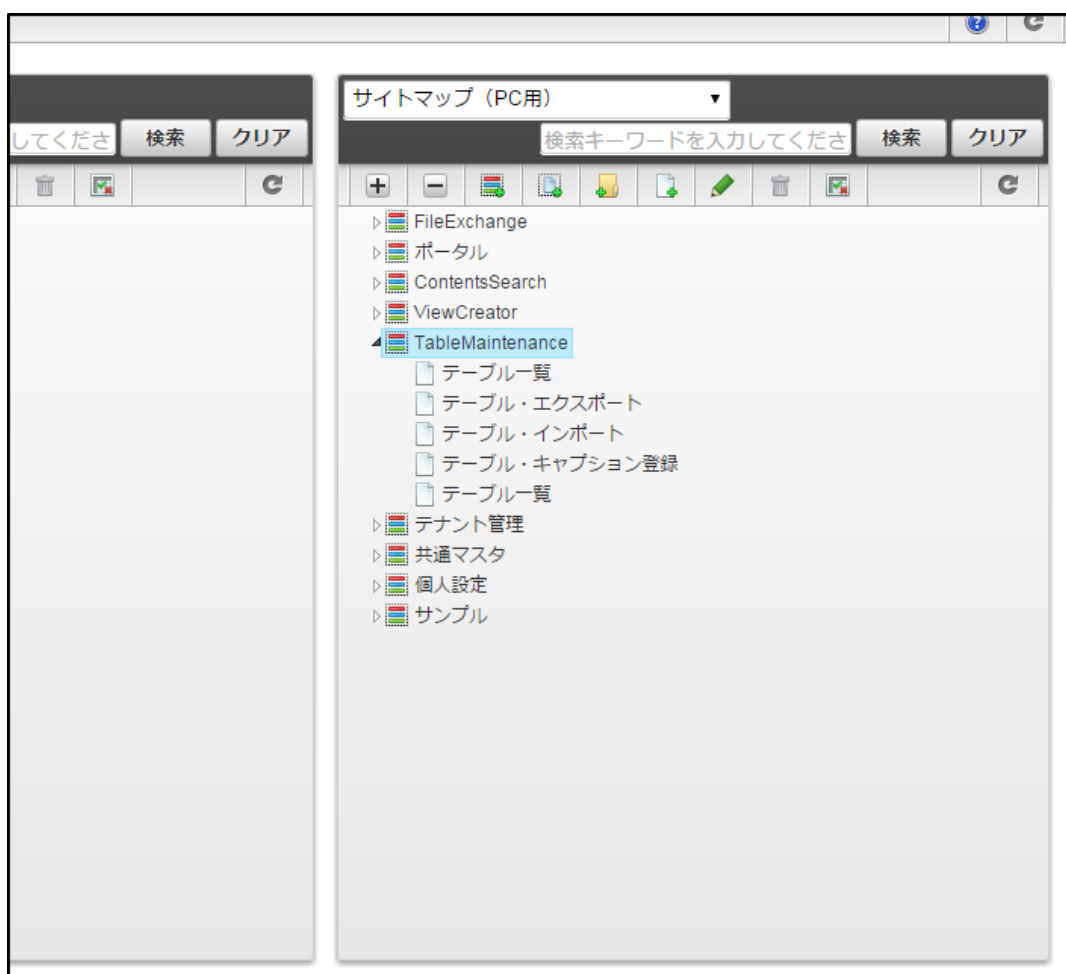 サイトマップ（PC用）
してくださ 検索 クリア
検索キーワードを入力してくださ 検索 クリア
FileExchange
ポータル
ContentsSearch
ViewCreator
TableMaintenance
テーブル一覧
テーブル・エクスポート
テーブル・インポート
テーブル・キャプション登録
テーブル一覧
テナント管理
共通マスタ
個人設定
サンプル